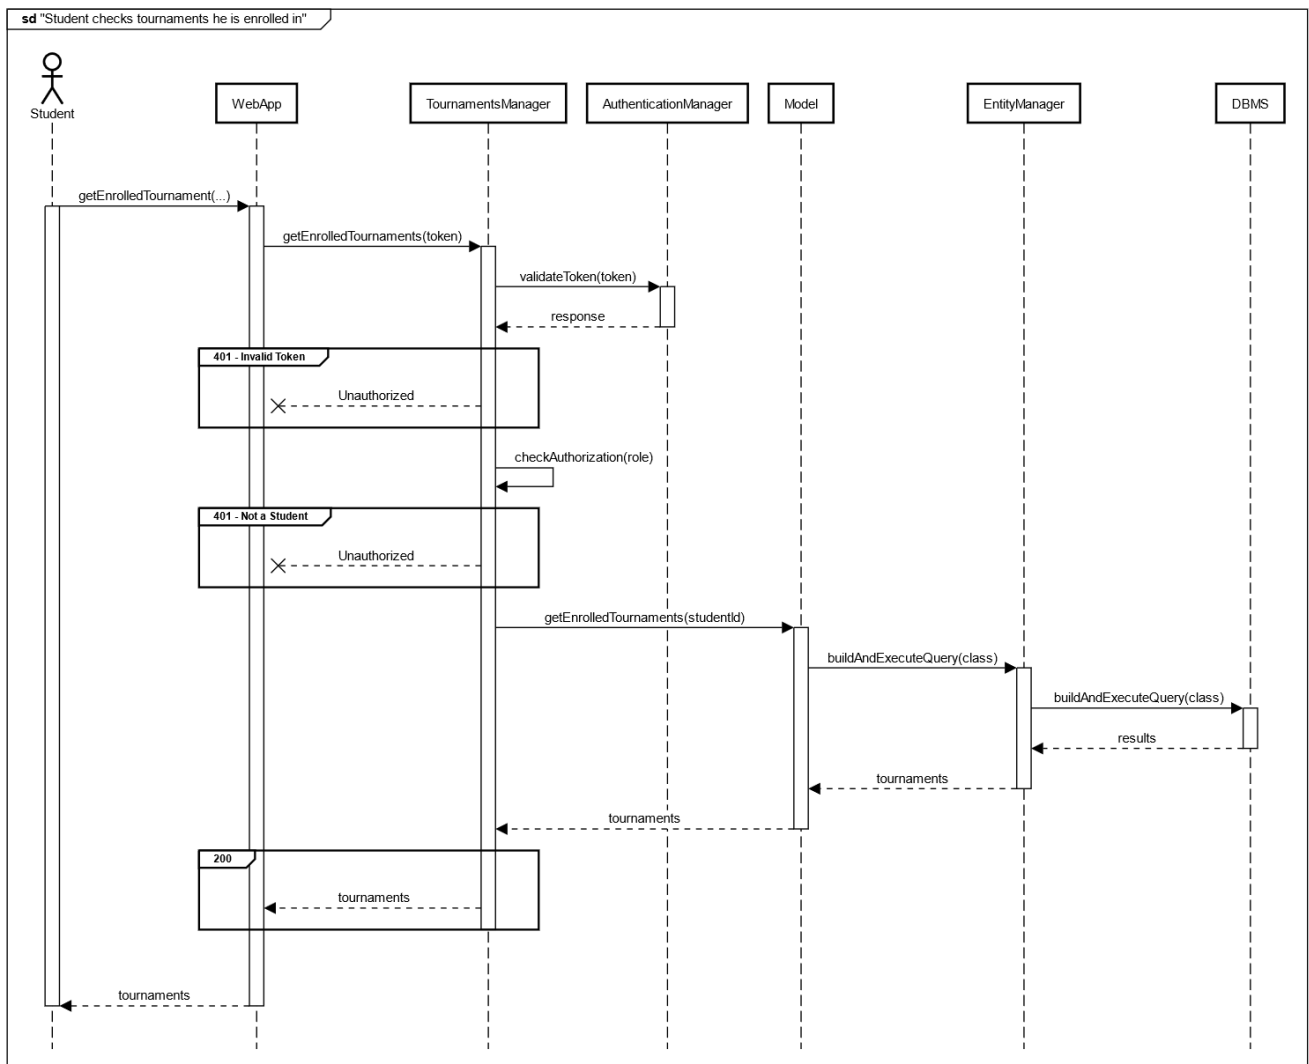 sd "Student checks tournaments he is enrolled in"
Student
WebApp
TournamentsManager
AuthenticationManager
Model
EntityManager
DBMS
getEnrolledTournament(...)
getEnrolledTournaments(token)
validateToken(token)
response
401 - Invalid Token
Unauthorized
checkAuthorization(role)
401 - Not a Student
Unauthorized
getEnrolledTournaments(studentId)
buildAndExecuteQuery(class)
buildAndExecuteQuery(class)
results
tournaments
tournaments
200
tournaments
tournaments